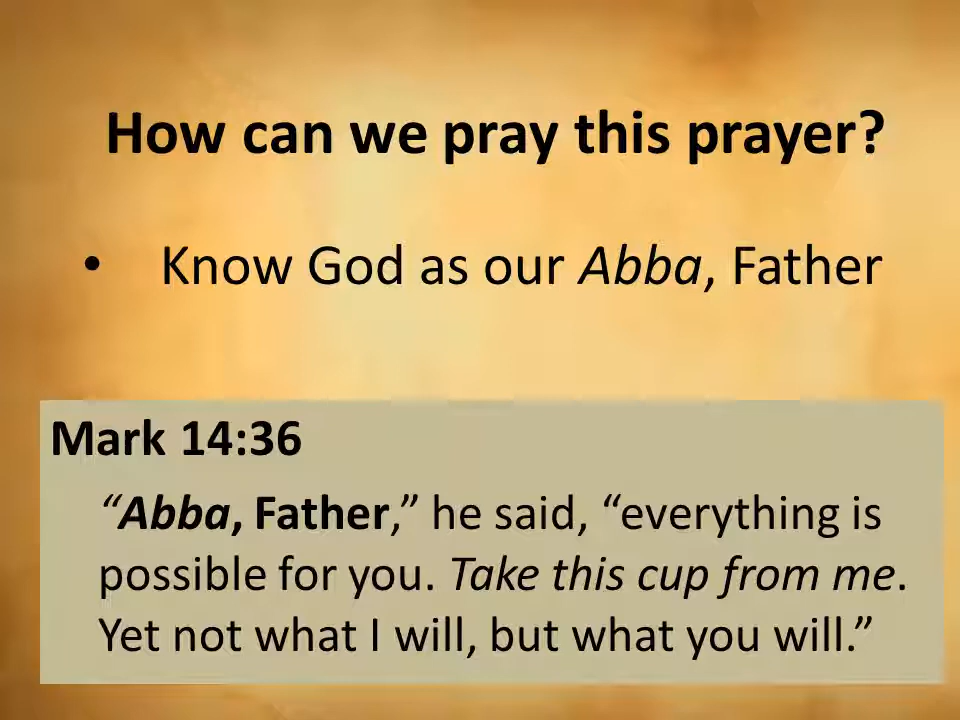 How can we pray this prayer?
• Know God as our Abba, Father
Mark 14:36
“Abba, Father,” he said, “everything is
possible for you. Take this cup from me.
Yet not what I will, but what you will.”